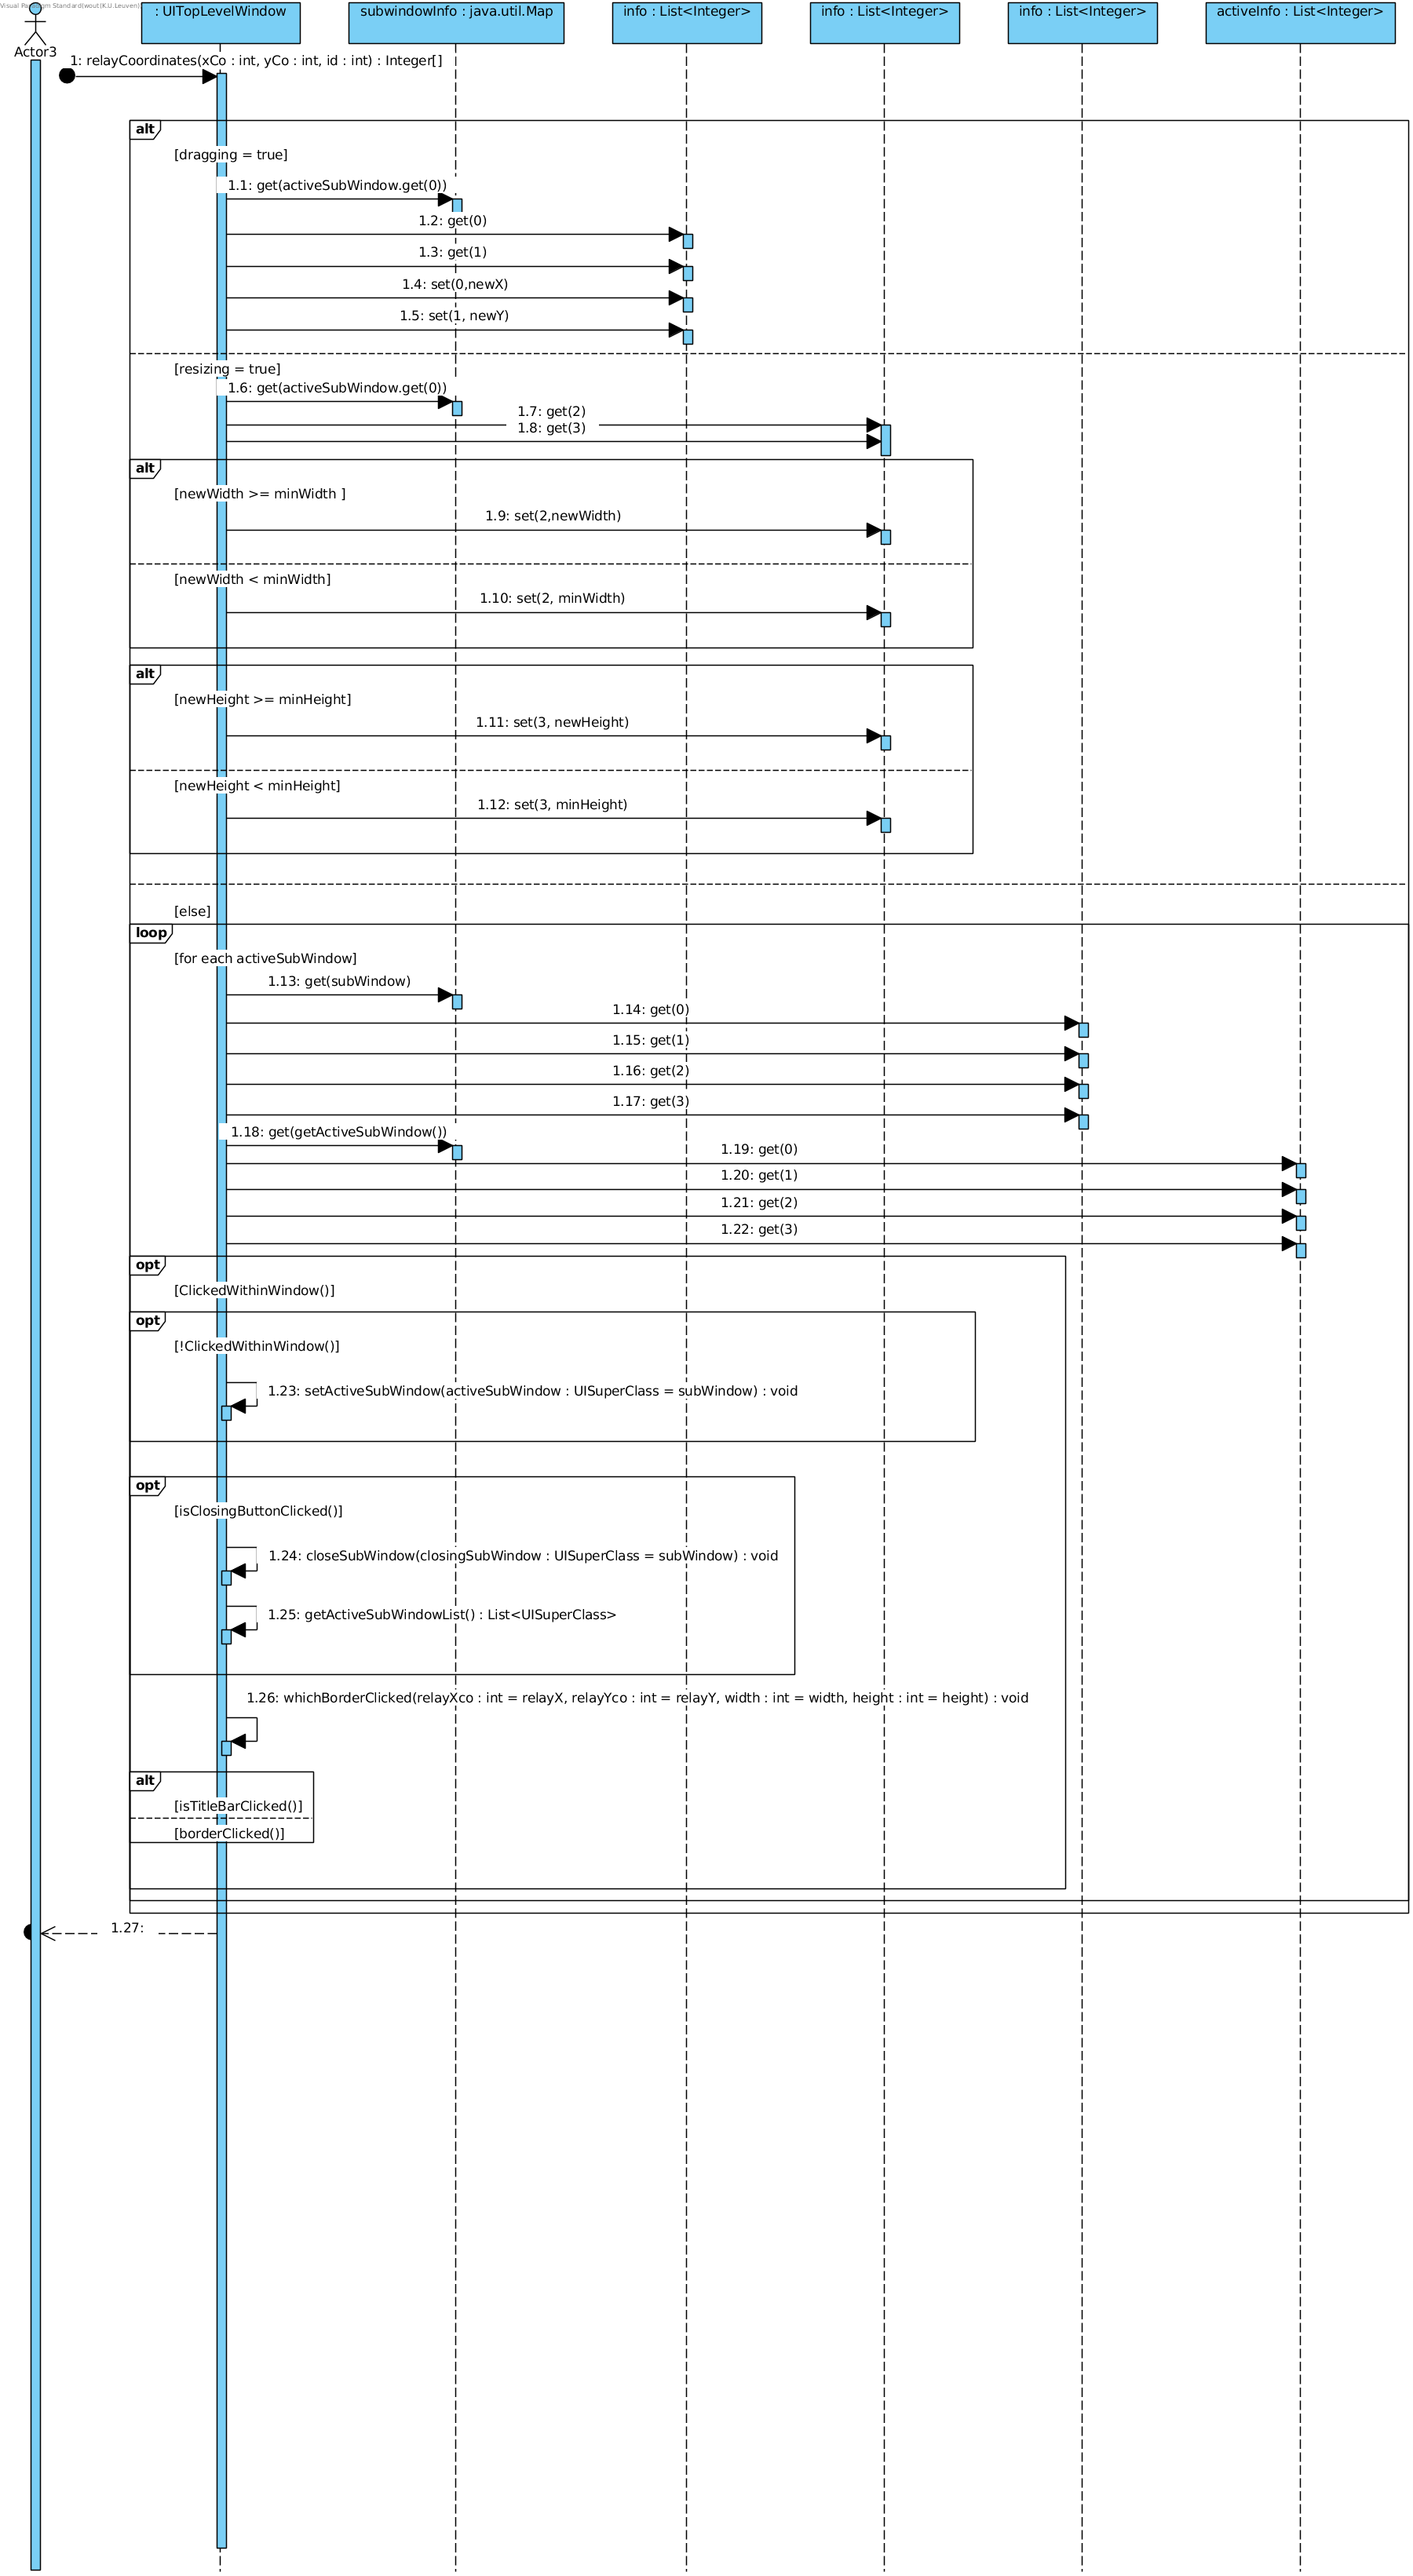 Visual Paradigm Standard(wout(K.U.Leuven))
: UITopLevelWindow
subwindowInfo : java.util.Map
info : List<Integer>
info : List<Integer>
info : List<Integer>
activeInfo : List<Integer>
Actor3
1: relayCoordinates(xCo : int, yCo : int, id : int) : Integer[]
alt
[dragging = true]
1.1: get(activeSubWindow.get(0))
1.2: get(0)
1.3: get(1)
1.4: set(0,newX)
1.5: set(1, newY)
[resizing = true]
1.6: get(activeSubWindow.get(0))
1.7: get(2)
1.8: get(3)
alt
[newWidth >= minWidth ]
1.9: set(2,newWidth)
[newWidth < minWidth]
1.10: set(2, minWidth)
alt
[newHeight >= minHeight]
1.11: set(3, newHeight)
[newHeight < minHeight]
1.12: set(3, minHeight)
[else]
loop
[for each activeSubWindow]
1.13: get(subWindow)
1.14: get(0)
1.15: get(1)
1.16: get(2)
1.17: get(3)
1.18: get(getActiveSubWindow())
1.19: get(0)
1.20: get(1)
1.21: get(2)
1.22: get(3)
opt
[ClickedWithinWindow()]
opt
[!ClickedWithinWindow()]
1.23: setActiveSubWindow(activeSubWindow : UISuperClass = subWindow) : void
opt
[isClosingButtonClicked()]
1.24: closeSubWindow(closingSubWindow : UISuperClass = subWindow) : void
1.25: getActiveSubWindowList() : List<UISuperClass>
1.26: whichBorderClicked(relayXco : int = relayX, relayYco : int = relayY, width : int = width, height : int = height) : void
alt
[isTitleBarClicked()]
[borderClicked()]
1.27: